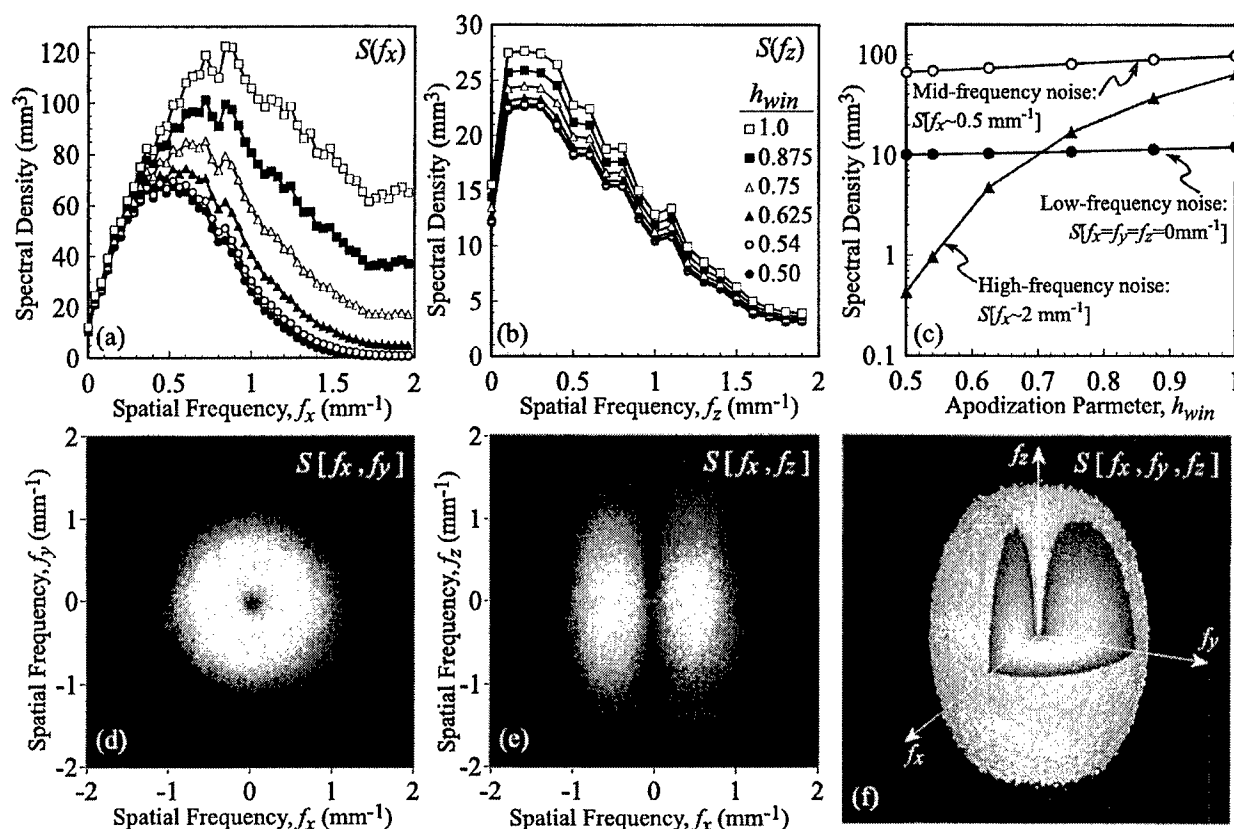 S(fx)
120
100
80
60
40
20
0
Spectral Density (mm³)
(a)
0 0.5 1 1.5 2
Spatial Frequency, fx (mm⁻¹)
S(fz)
hwin
1.0
0.875
0.75
0.625
0.54
0.50
30
25
20
15
10
5
0
Spectral Density (mm³)
(b)
0 0.5 1 1.5 2
Spatial Frequency, fz (mm⁻¹)
(c)
100
10
1
0.1
Spectral Density (mm³)
Mid-frequency noise:
S[fx~0.5 mm⁻¹]
Low-frequency noise:
S[fx=fy=fz=0mm⁻¹]
High-frequency noise:
S[fx~2 mm⁻¹]
0.5 0.6 0.7 0.8 0.9 1
Apodization Parmeter, hwin
S[fx, fy]
2
1
0
-1
-2
Spatial Frequency, fy (mm⁻¹)
(d)
-2 -1 0 1 2
Spatial Frequency, fx (mm⁻¹)
S[fx, fz]
2
1
0
-1
-2
Spatial Frequency, fz (mm⁻¹)
(e)
-2 -1 0 1 2
Spatial Frequency, fx (mm⁻¹)
fz
S[fx, fy, fz]
fy
fx
(f)